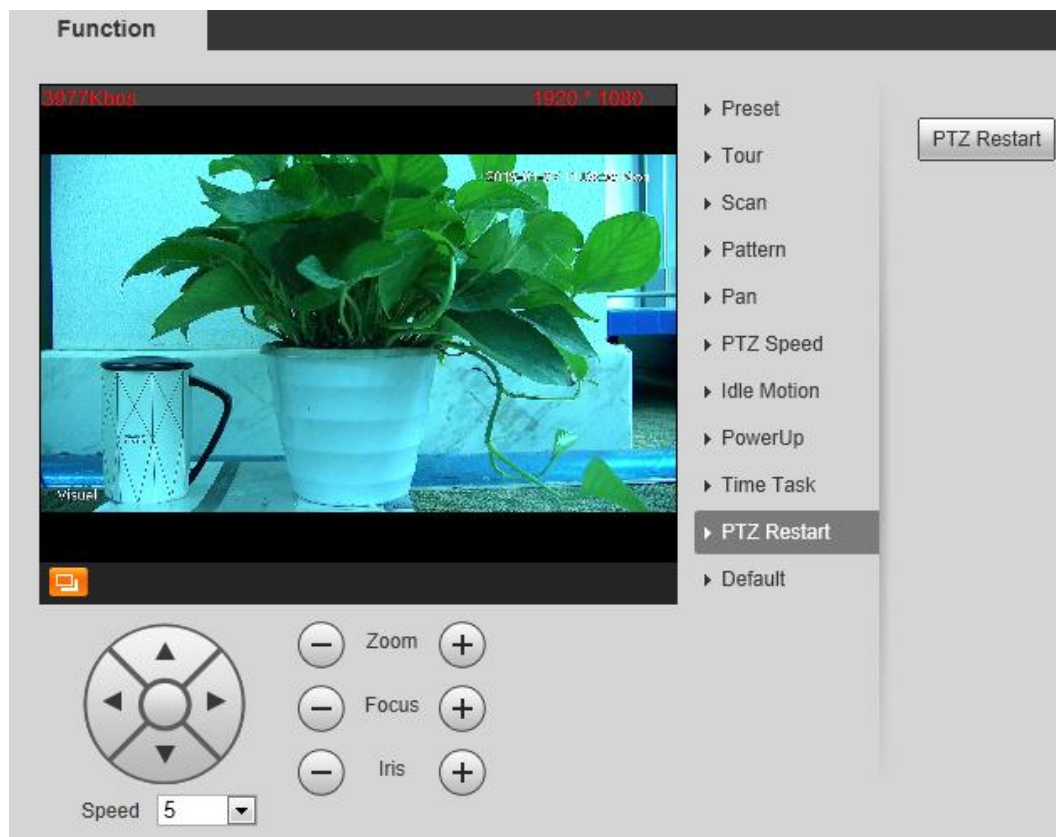 Function
3977Kbps
1920 * 1080
Visual
Preset
Tour
Scan
Pattern
Pan
PTZ Speed
Idle Motion
PowerUp
Time Task
PTZ Restart
Default
PTZ Restart
Zoom
Focus
Iris
Speed 5